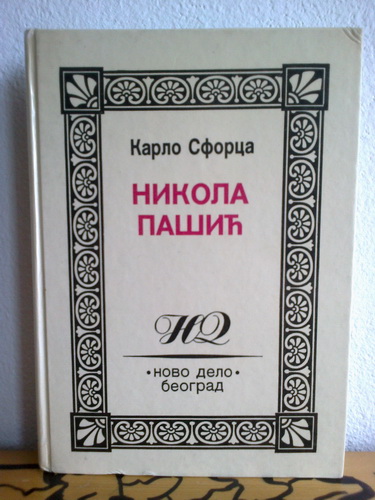 Карло Сфорца
НИКОЛА
ПАШИЋ
НД
•ново дело•
београд